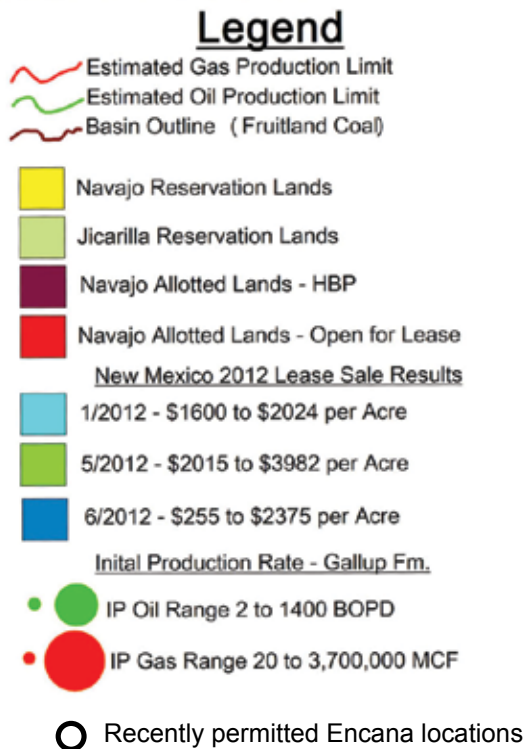 Legend
Estimated Gas Production Limit
Estimated Oil Production Limit
Basin Outline (Fruitland Coal)
Navajo Reservation Lands
Jicarilla Reservation Lands
Navajo Allotted Lands - HBP
Navajo Allotted Lands - Open for Lease
New Mexico 2012 Lease Sale Results
1/2012 - $1600 to $2024 per Acre
5/2012 - $2015 to $3982 per Acre
6/2012 - $255 to $2375 per Acre
Inital Production Rate - Gallup Fm.
IP Oil Range 2 to 1400 BOPD
IP Gas Range 20 to 3,700,000 MCF
Recently permitted Encana locations